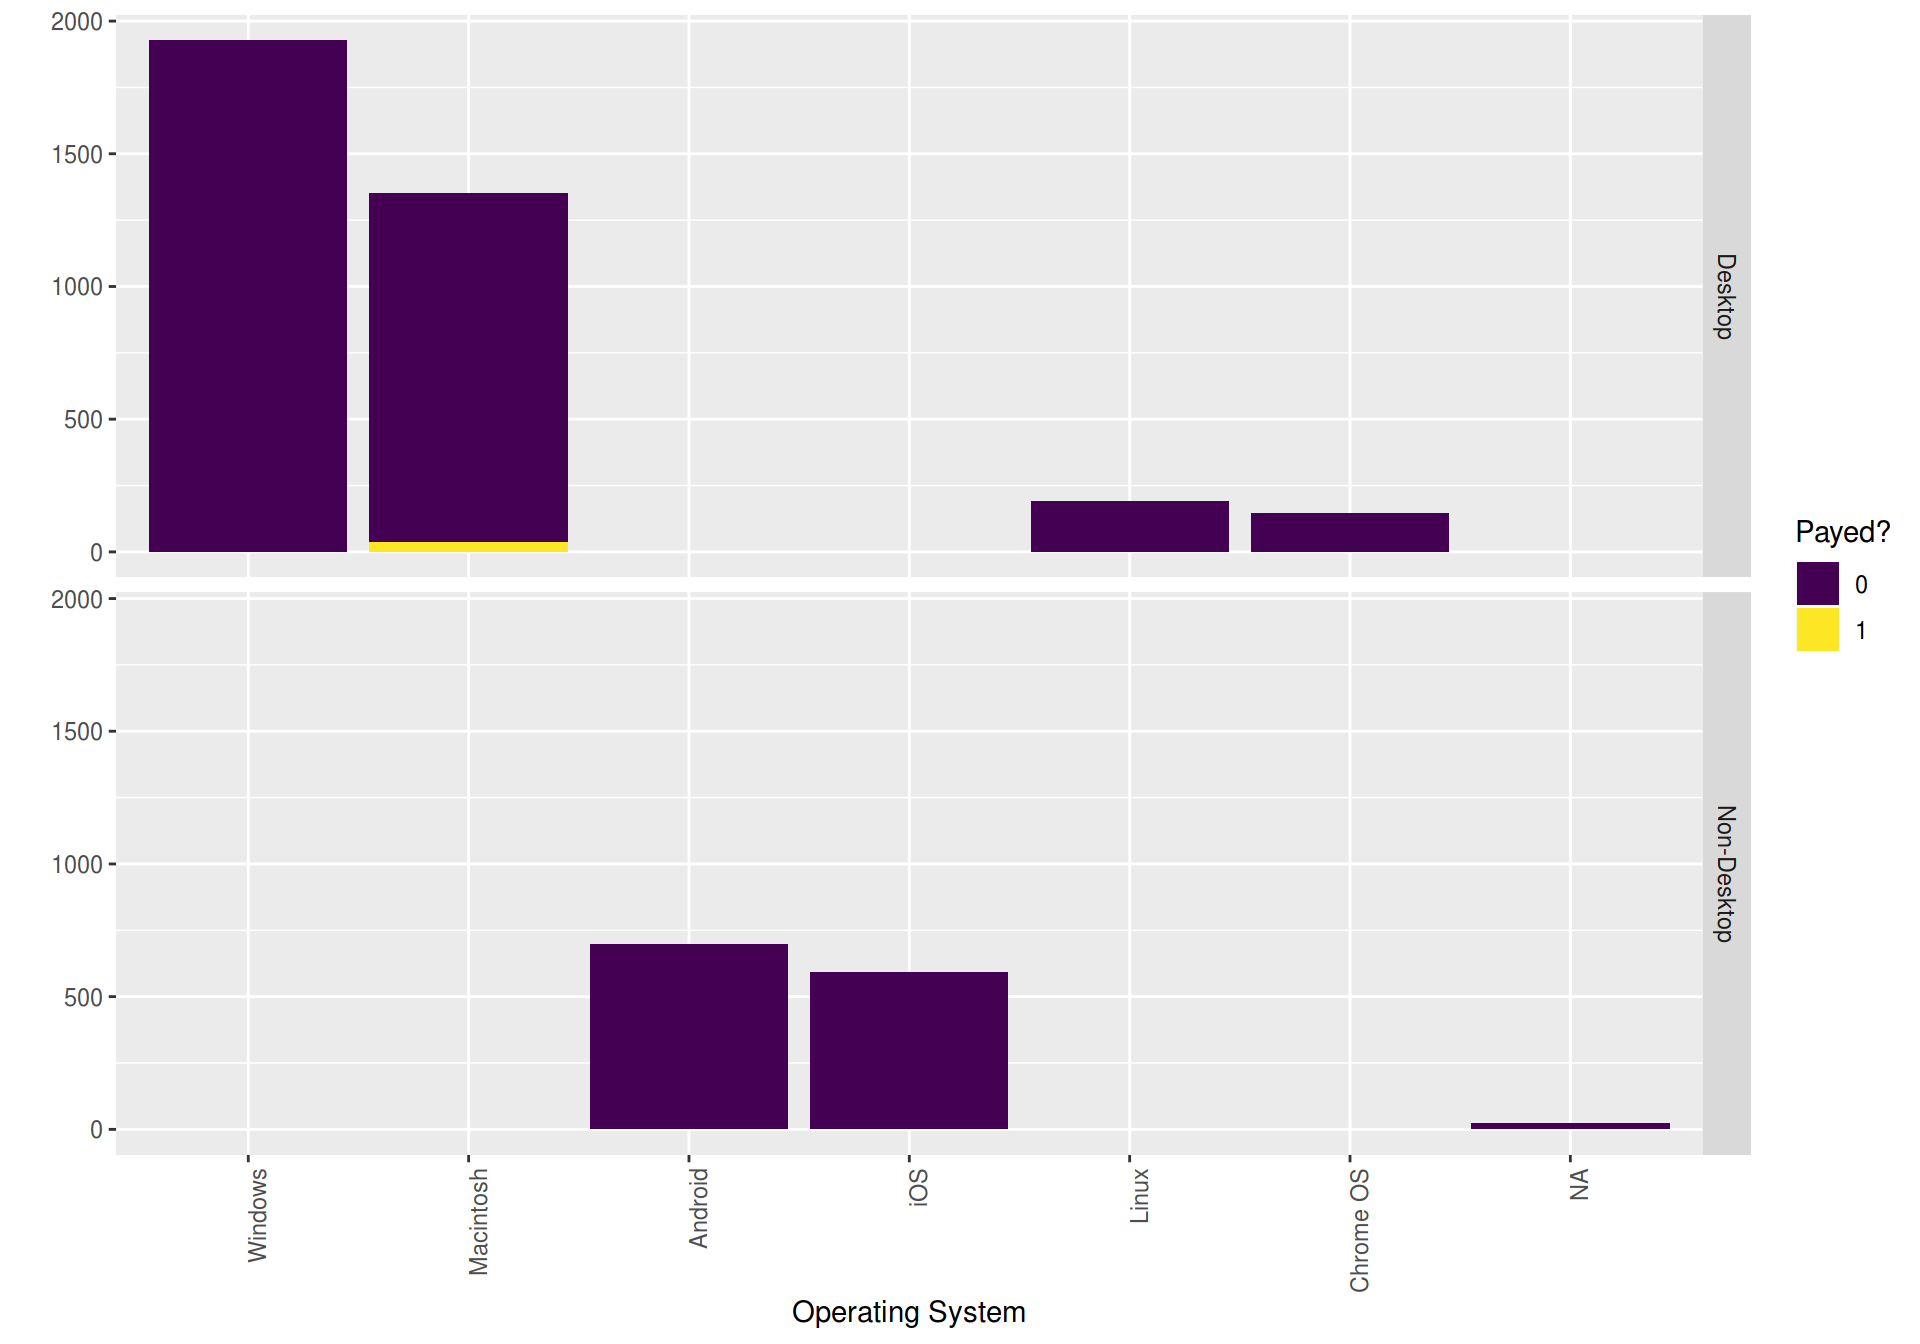 2000
1500
1000
500
0
Desktop
2000
1500
1000
500
0
Non-Desktop
Windows
Macintosh
Android
iOS
Linux
Chrome OS
NA
Operating System
Payed?
0
1